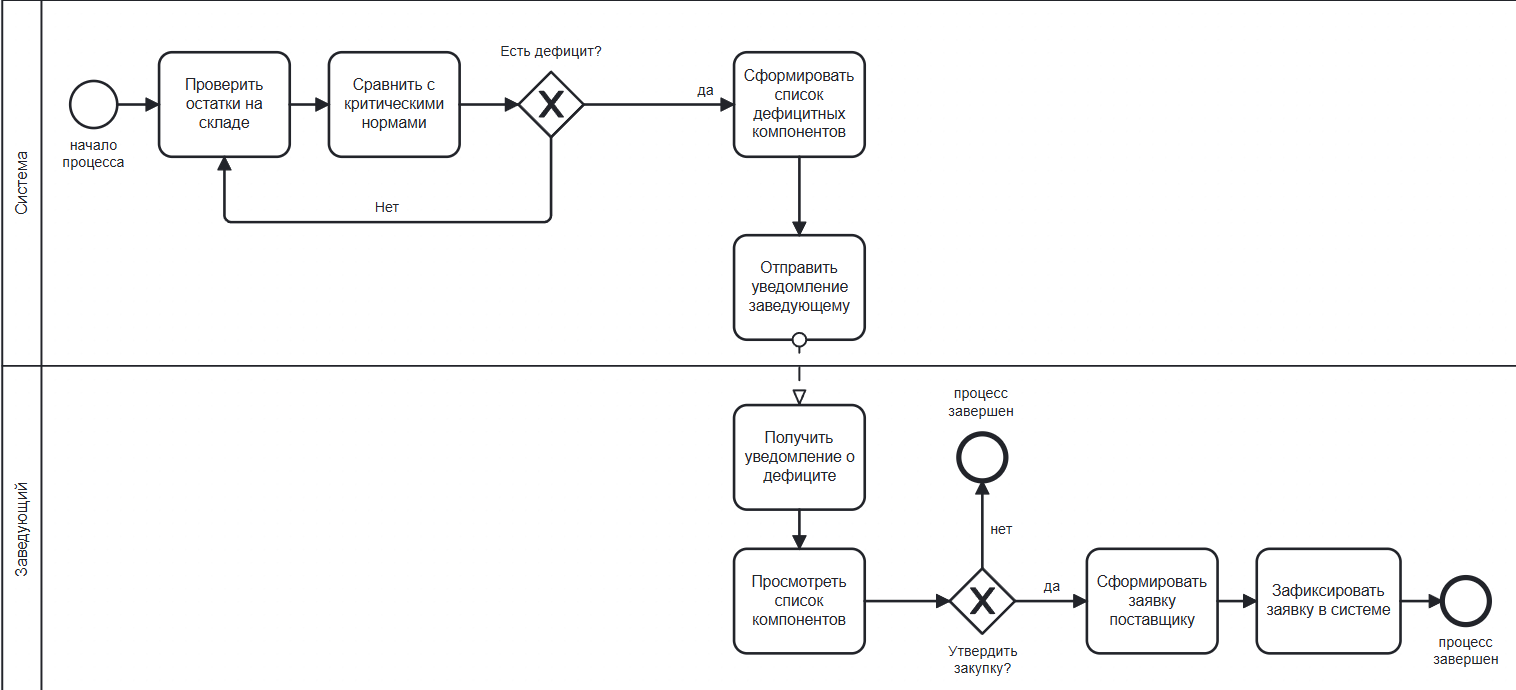 Система
начало
процесса
Проверить
остатки на
складе
Сравнить с
критическими
нормами
Есть дефицит?
да
Нет
Сформировать
список
дефицитных
компонентов
Отправить
уведомление
заведующему
Заведующий
Получить
уведомление о
дефиците
Просмотреть
список
компонентов
Утвердить
закупку?
нет
процесс
завершен
да
Сформировать
заявку
поставщику
Зафиксировать
заявку в системе
процесс
завершен